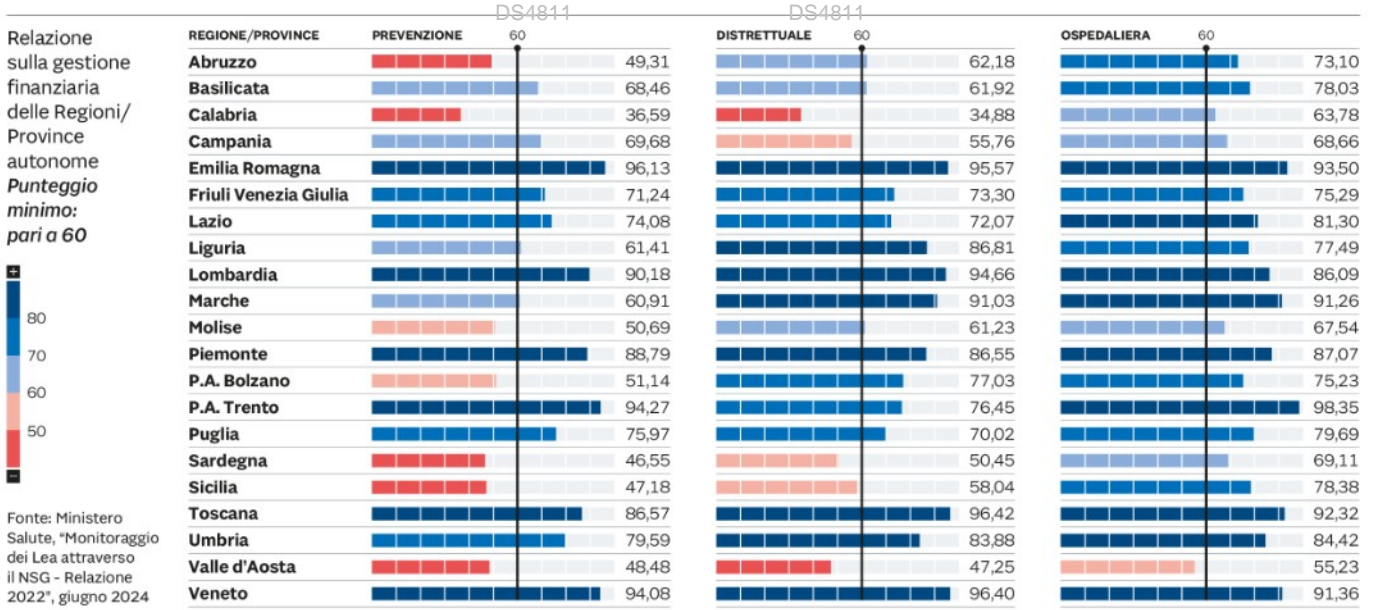 DS4811 DS4811
Relazione
sulla gestione
finanziaria
delle Regioni/
Province
autonome
Punteggio
minimo:
pari a 60
+
80
70
60
50
–
Fonte: Ministero
Salute, "Monitoraggio
dei Lea attraverso
il NSG - Relazione
2022", giugno 2024
REGIONE/PROVINCE PREVENZIONE 60 DISTRETTUALE 60 OSPEDALIERA 60
Abruzzo 49,31 62,18 73,10
Basilicata 68,46 61,92 78,03
Calabria 36,59 34,88 63,78
Campania 69,68 55,76 68,66
Emilia Romagna 96,13 95,57 93,50
Friuli Venezia Giulia 71,24 73,30 75,29
Lazio 74,08 72,07 81,30
Liguria 61,41 86,81 77,49
Lombardia 90,18 94,66 86,09
Marche 60,91 91,03 91,26
Molise 50,69 61,23 67,54
Piemonte 88,79 86,55 87,07
P.A. Bolzano 51,14 77,03 75,23
P.A. Trento 94,27 76,45 98,35
Puglia 75,97 70,02 79,69
Sardegna 46,55 50,45 69,11
Sicilia 47,18 58,04 78,38
Toscana 86,57 96,42 92,32
Umbria 79,59 83,88 84,42
Valle d'Aosta 48,48 47,25 55,23
Veneto 94,08 96,40 91,36